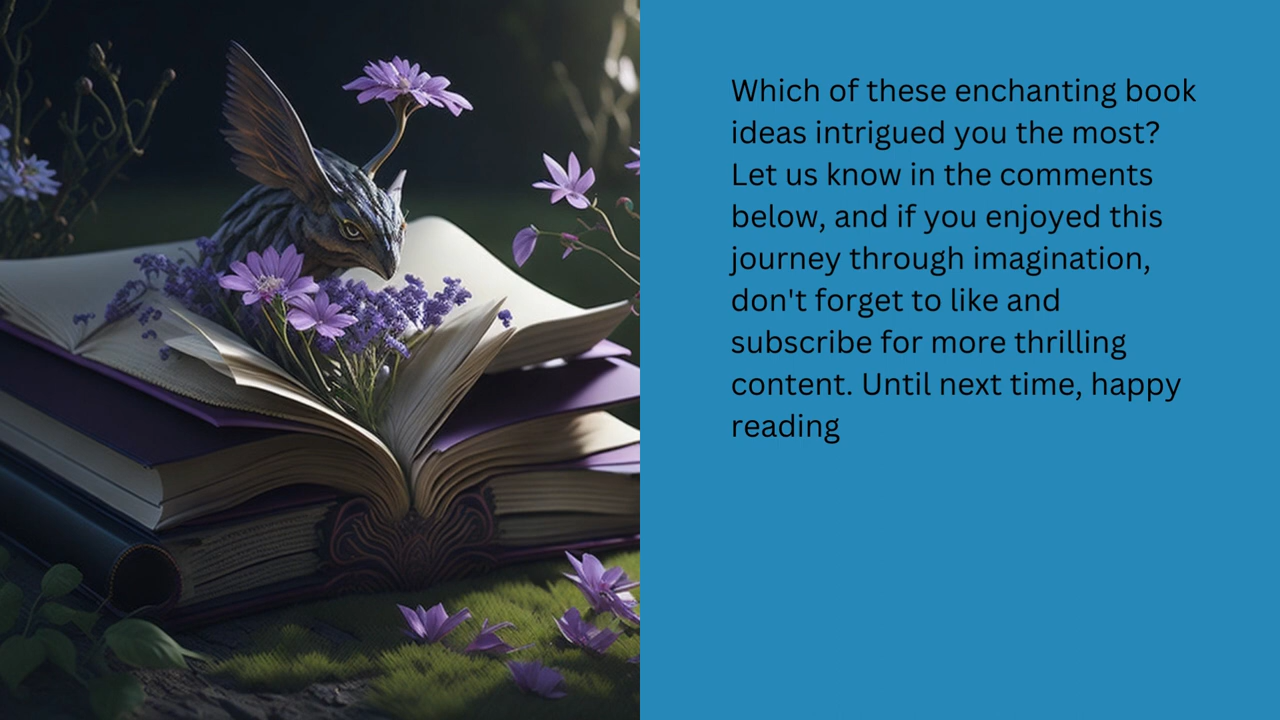 Which of these enchanting book
ideas intrigued you the most?
Let us know in the comments
below, and if you enjoyed this
journey through imagination,
don't forget to like and
subscribe for more thrilling
content. Until next time, happy
reading